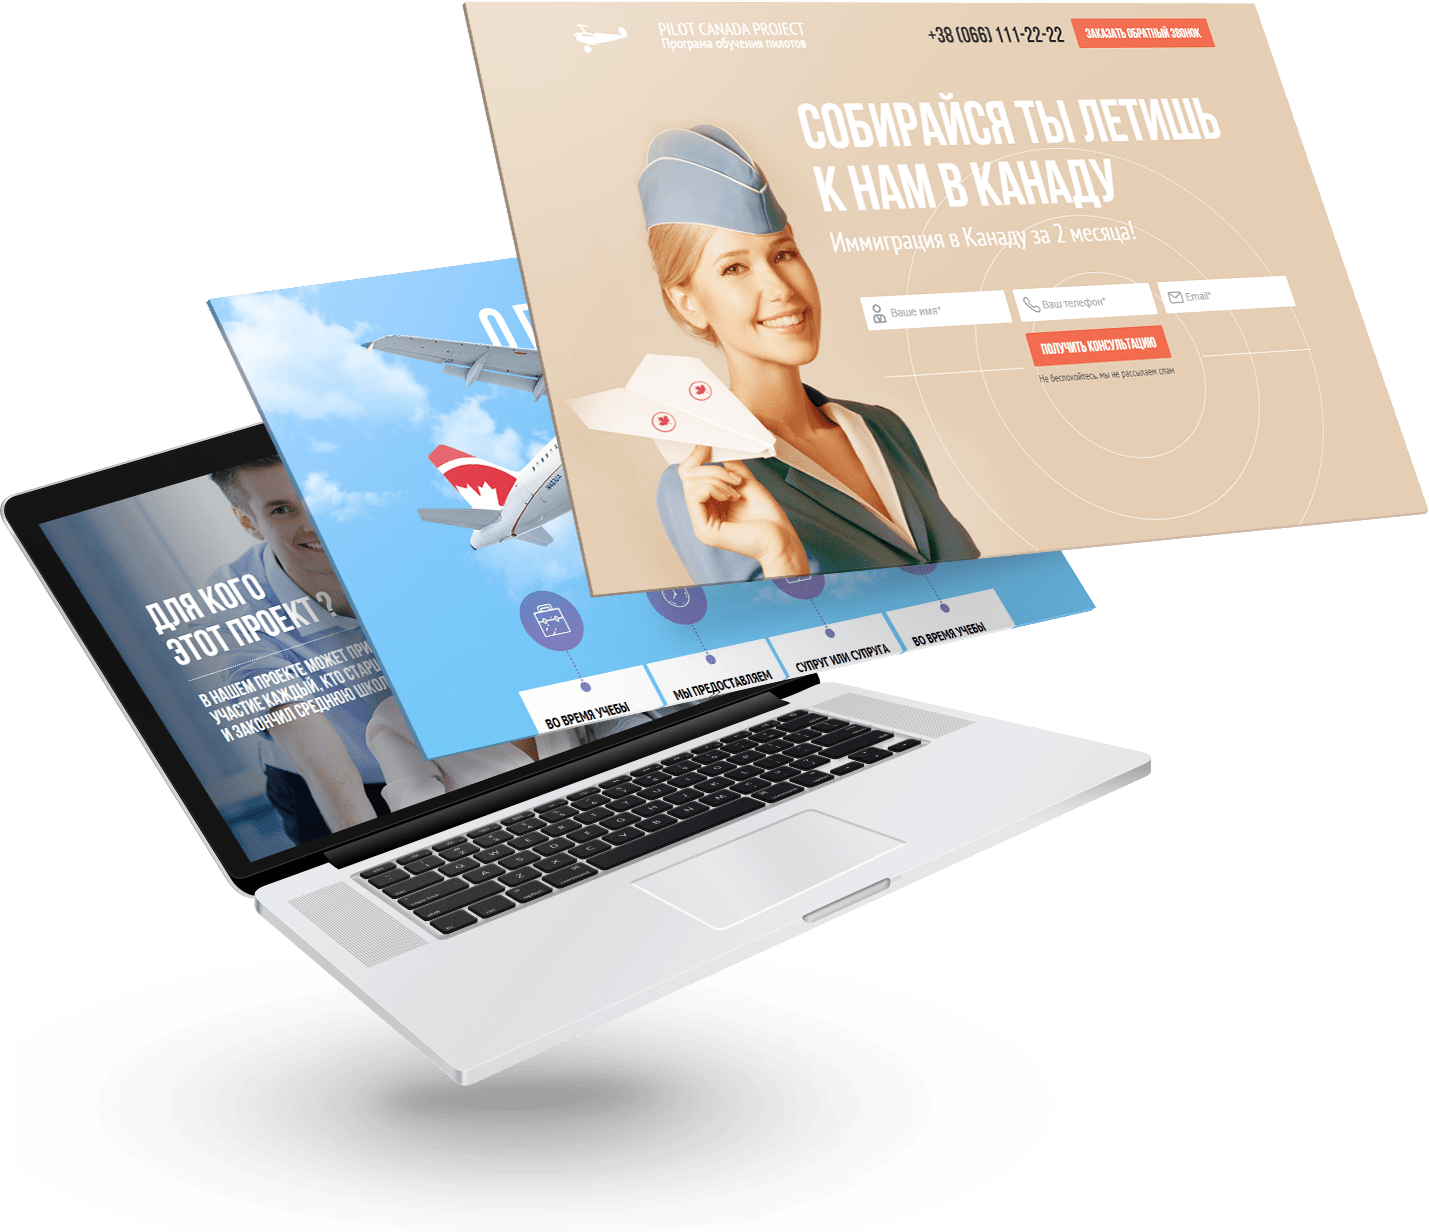 PILOT CANADA PROJECT
Програма обучения пилотов
+38 (066) 111-22-22
ЗАКАЗАТЬ ОБРАТНЫЙ ЗВОНОК
СОБИРАЙСЯ ТЫ ЛЕТИШЬ
К НАМ В КАНАДУ
Иммиграция в Канаду за 2 месяца!
Ваше имя*
Ваш телефон*
Email*
ПОЛУЧИТЬ КОНСУЛЬТАЦИЮ
Не беспокойтесь, мы не рассылаем спам
О П
ВО ВРЕМЯ УЧЕБЫ
МЫ ПРЕДОСТАВЛЯЕМ
СУПРУГ ИЛИ СУПРУГА
ВО ВРЕМЯ УЧЕБЫ
ДЛЯ КОГО
ЭТОТ ПРОЕКТ ?
В НАШЕМ ПРОЕКТЕ МОЖЕТ ПРИ
УЧАСТИЕ КАЖДЫЙ, КТО СТАРШ
И ЗАКОНЧИЛ СРЕДНЮЮ ШКОЛ